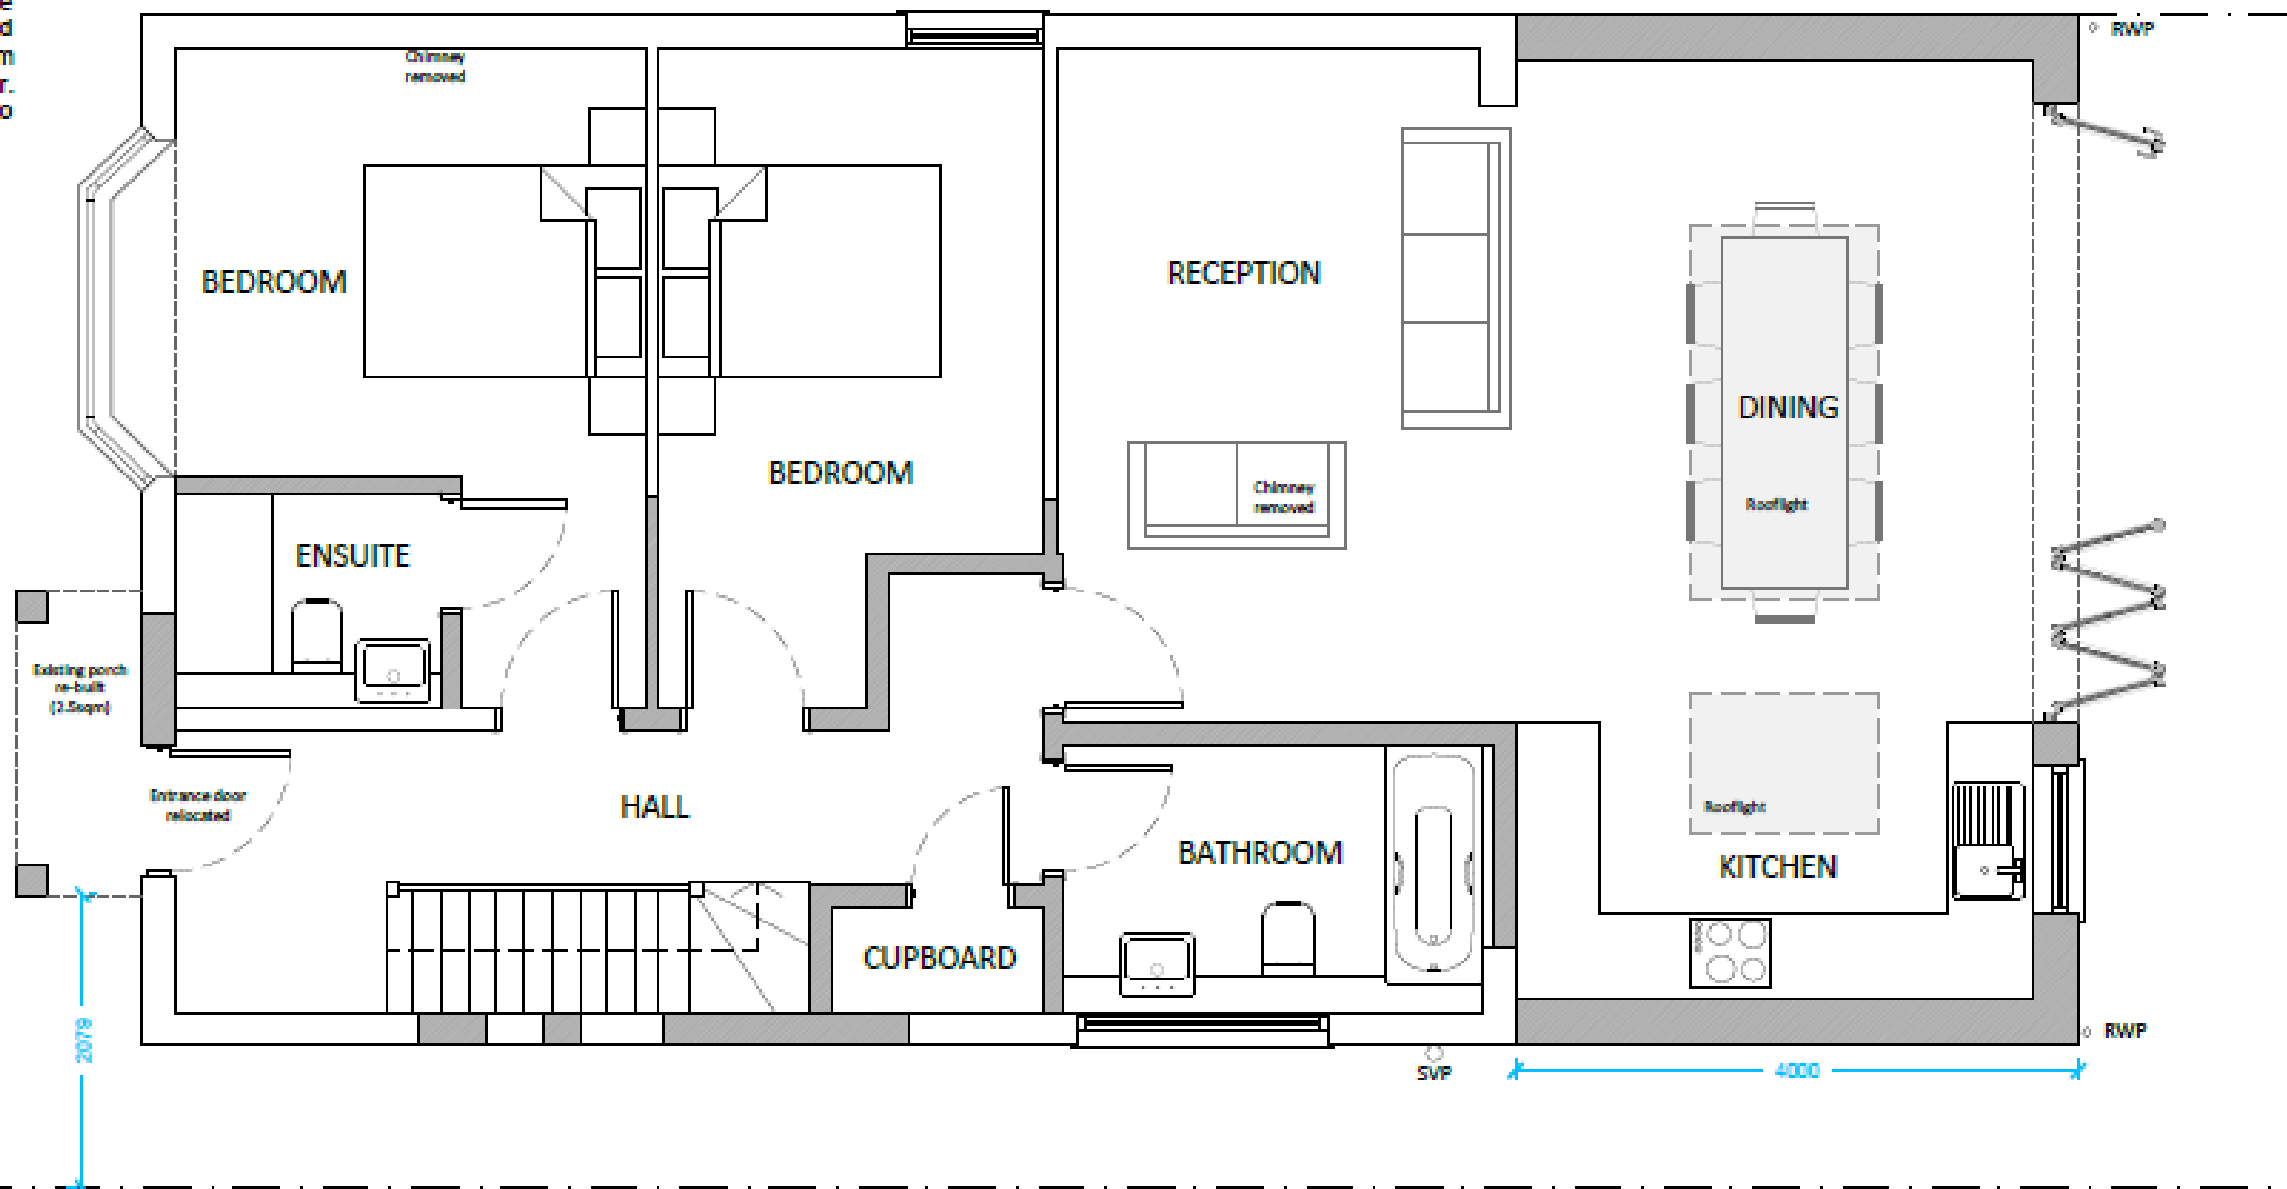 e
d
m
r.
o
RWP
Chimney
removed
BEDROOM
RECEPTION
DINING
BEDROOM
Chimney
removed
Rooflight
ENSUITE
Existing porch
re-built
(2.5sqm)
Entrance door
relocated
HALL
Rooflight
BATHROOM
KITCHEN
CUPBOARD
2079
RWP
SVP
4000